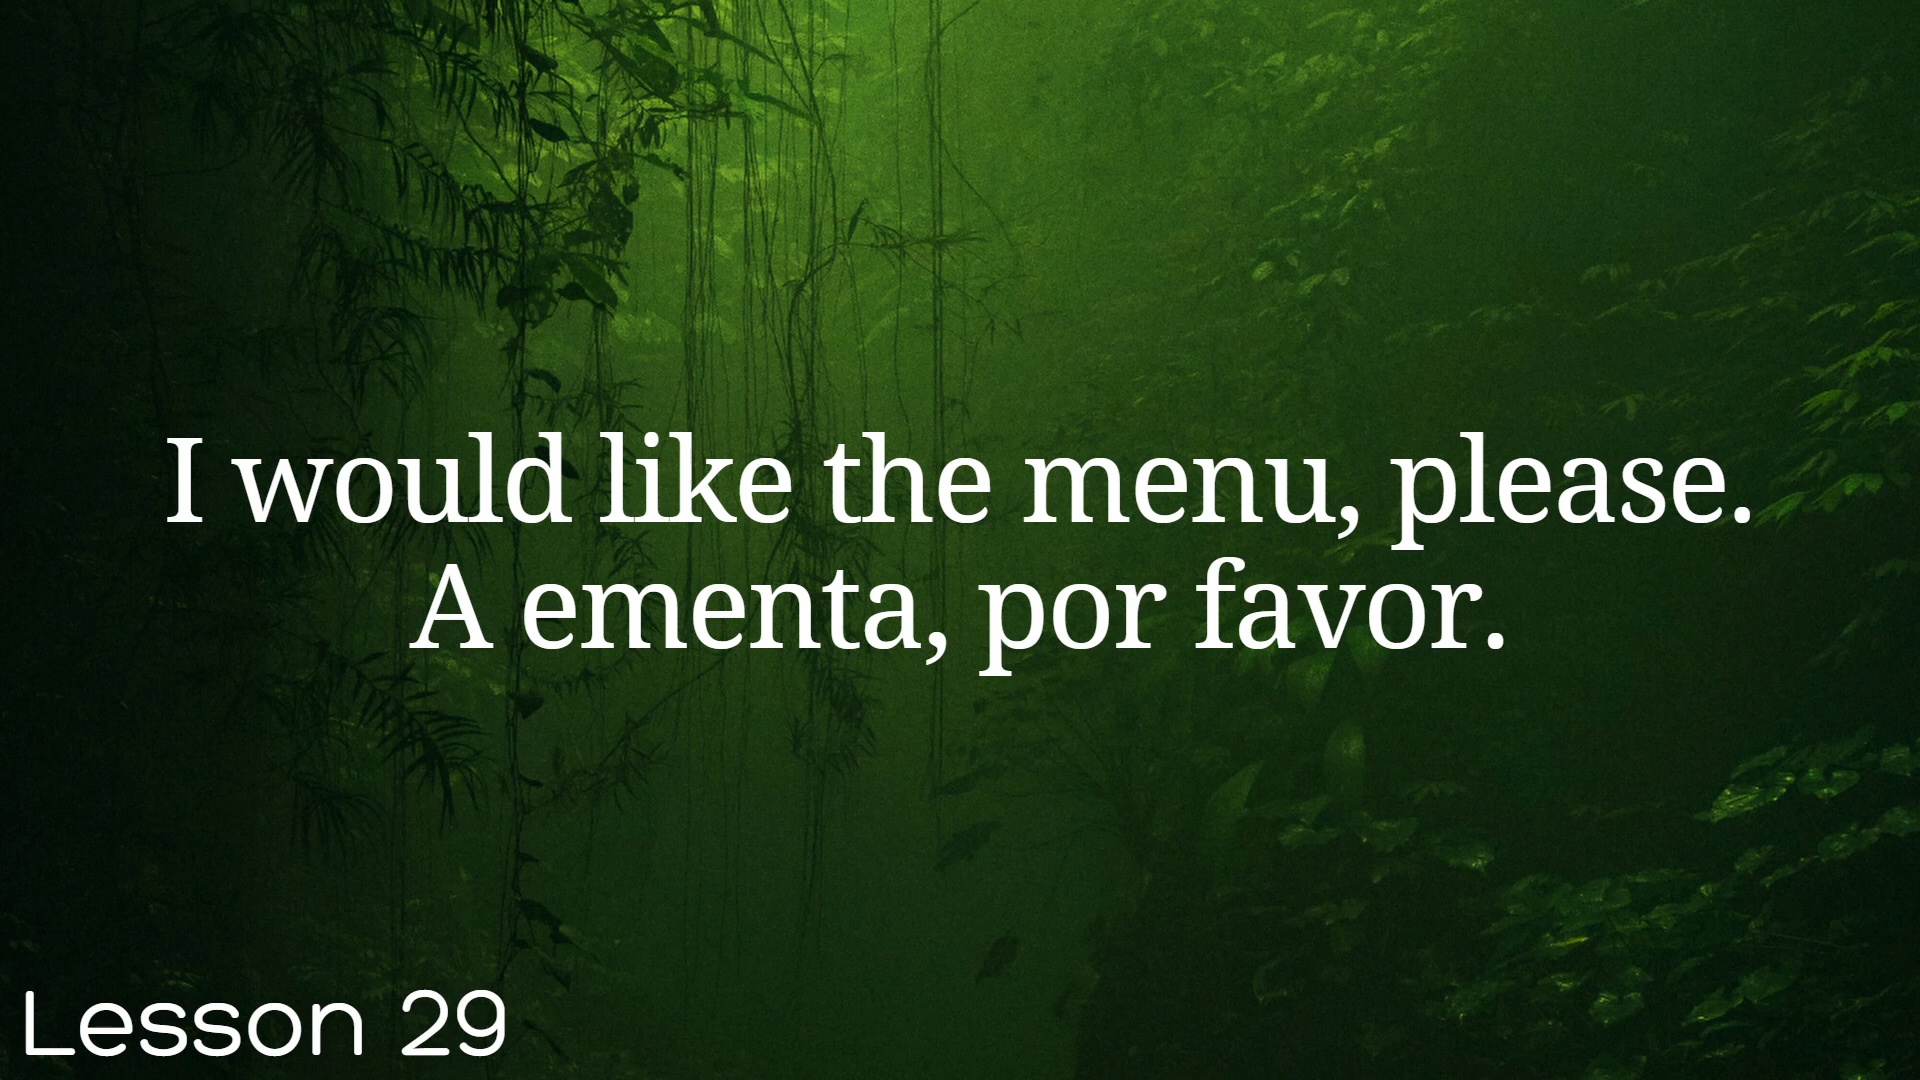 I would like the menu, please.
A ementa, por favor.
Lesson 29